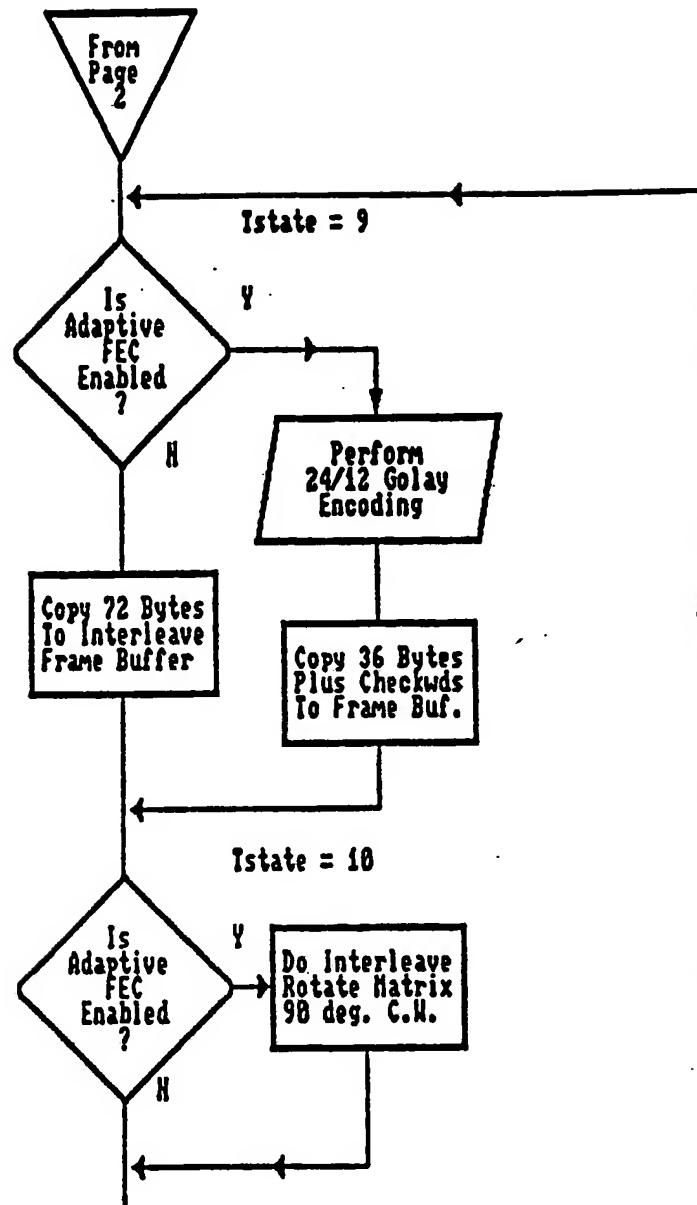 From
Page
2
Tstate = 9
Is
Adaptive
FEC
Enabled
?
Y
N
Perform
24/12 Golay
Encoding
Copy 72 Bytes
To Interleave
Frame Buffer
Copy 36 Bytes
Plus Checkwds
To Frame Buf.
Tstate = 10
Is
Adaptive
FEC
Enabled
?
Y
N
Do Interleave
Rotate Matrix
90 deg. C.W.